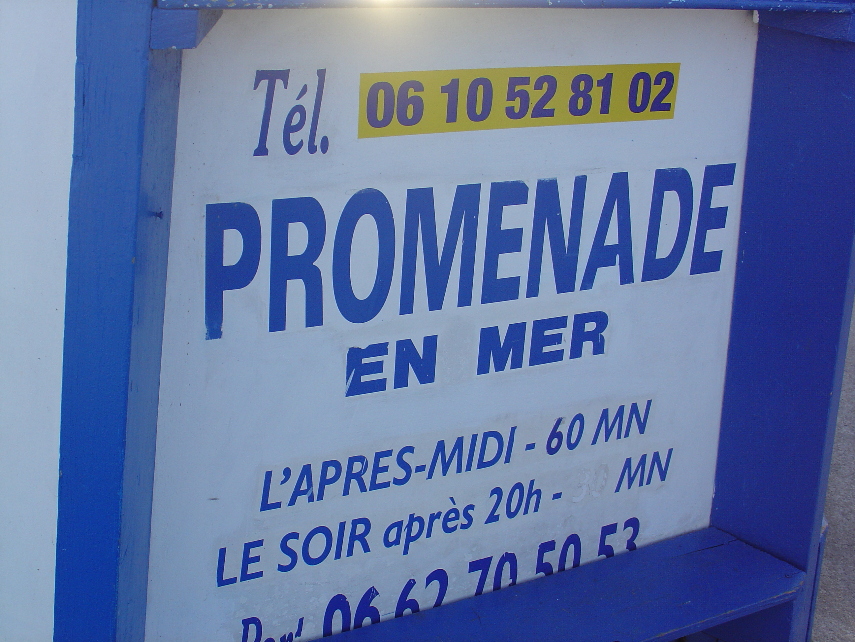 Tél. 06 10 52 81 02
PROMENADE
EN MER
L'APRES-MIDI - 60 MN
LE SOIR après 20h - MN
Port 06 62 70 50 53